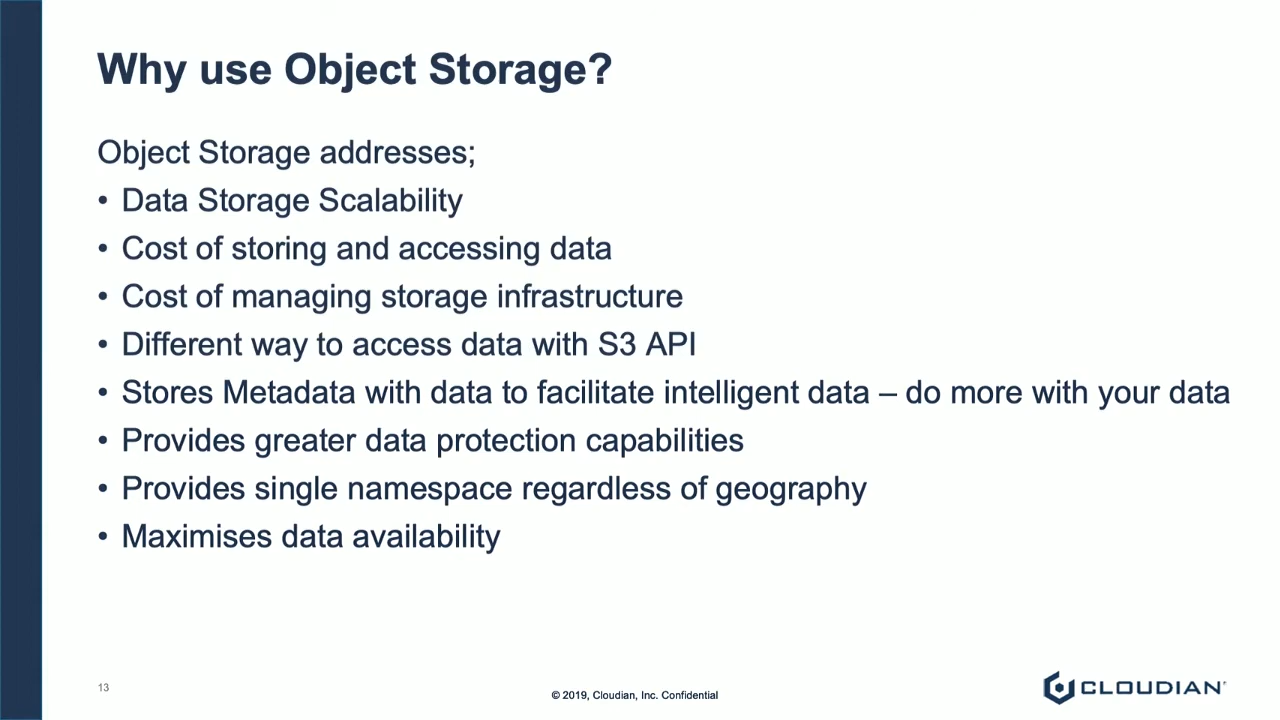 Why use Object Storage?
Object Storage addresses;
• Data Storage Scalability
• Cost of storing and accessing data
• Cost of managing storage infrastructure
• Different way to access data with S3 API
• Stores Metadata with data to facilitate intelligent data – do more with your data
• Provides greater data protection capabilities
• Provides single namespace regardless of geography
• Maximises data availability
13
© 2019, Cloudian, Inc. Confidential
CLOUDIAN